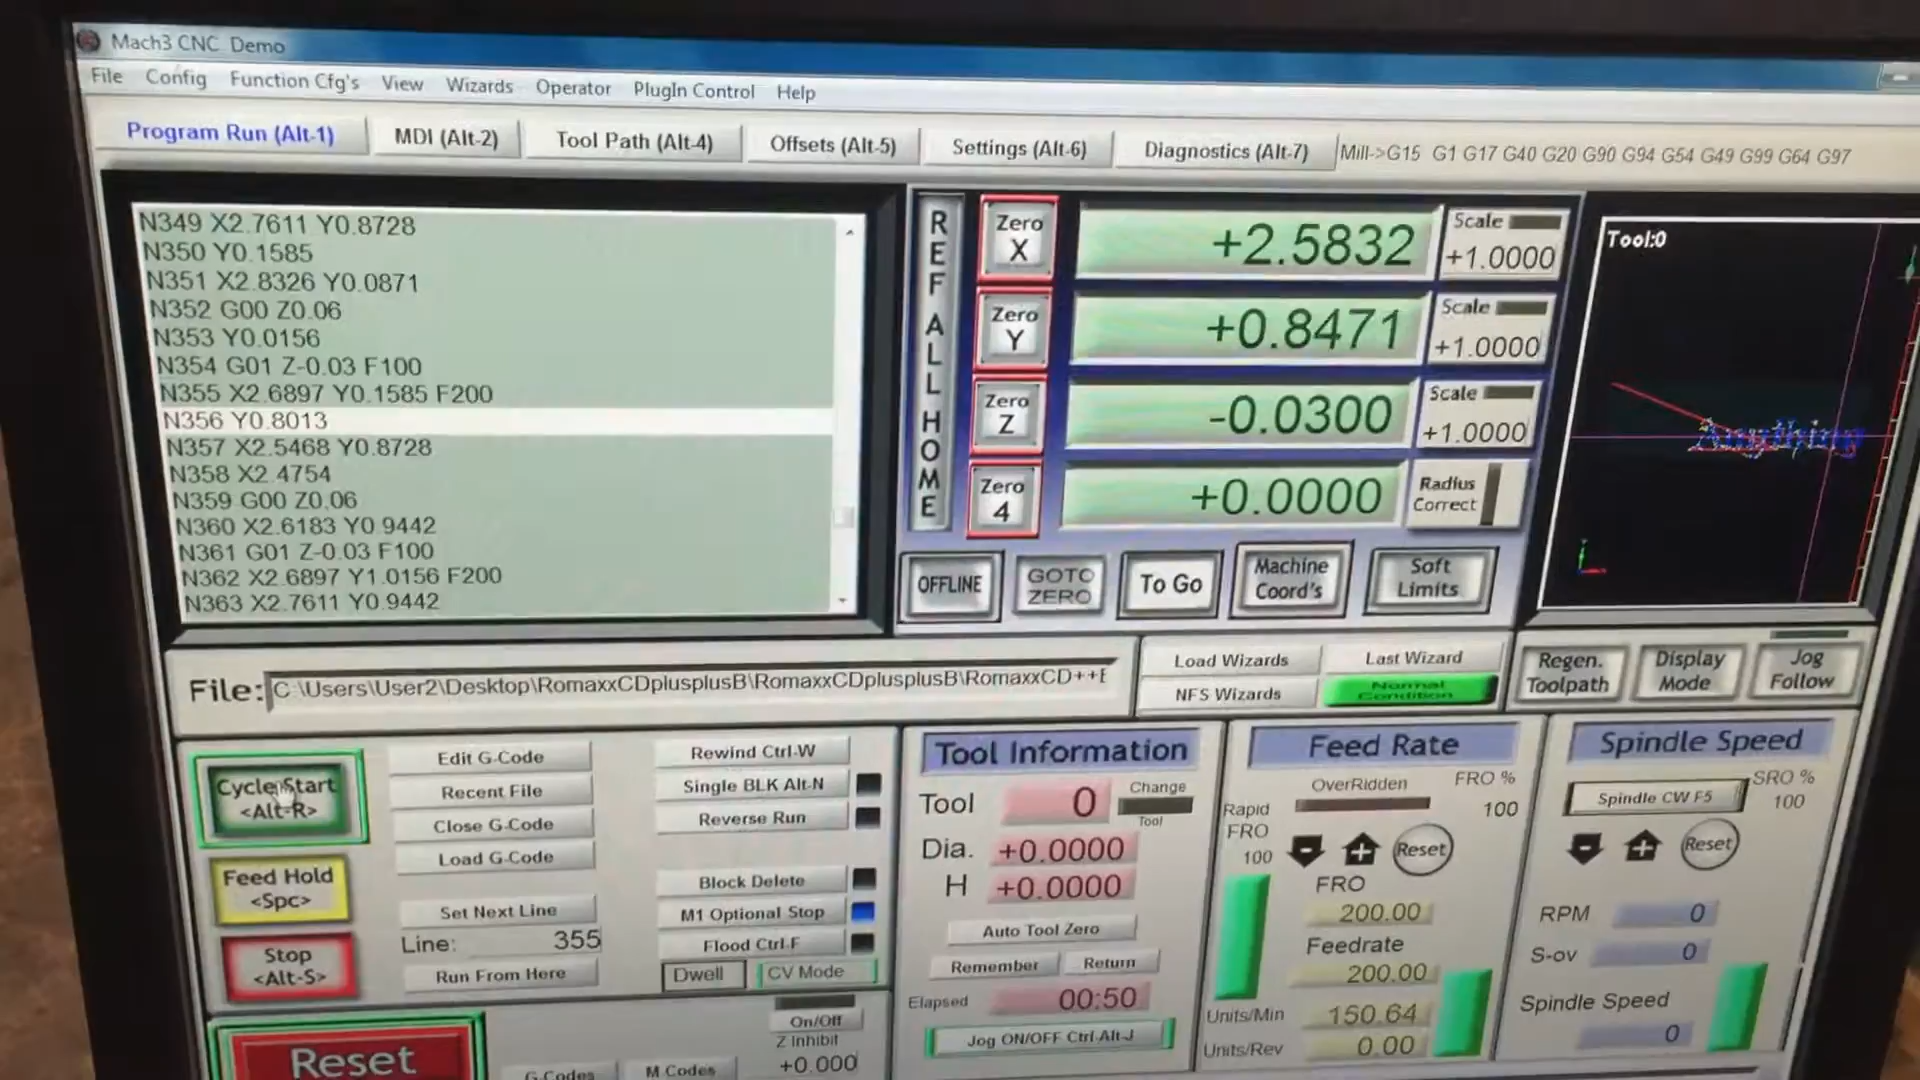 Mach3 CNC Demo
File Config Function Cfg's View Wizards Operator PlugIn Control Help
Program Run (Alt-1) MDI (Alt-2) Tool Path (Alt-4) Offsets (Alt-5) Settings (Alt-6) Diagnostics (Alt-7) Mill->G15 G1 G17 G40 G20 G90 G94 G54 G49 G99 G64 G97
N349 X2.7611 Y0.8728
N350 Y0.1585
N351 X2.8326 Y0.0871
N352 G00 Z0.06
N353 Y0.0156
N354 G01 Z-0.03 F100
N355 X2.6897 Y0.1585 F200
N356 Y0.8013
N357 X2.5468 Y0.8728
N358 X2.4754
N359 G00 Z0.06
N360 X2.6183 Y0.9442
N361 G01 Z-0.03 F100
N362 X2.6897 Y1.0156 F200
N363 X2.7611 Y0.9442
REF ALL HOME
Zero X +2.5832 Scale +1.0000
Zero Y +0.8471 Scale +1.0000
Zero Z -0.0300 Scale +1.0000
Zero 4 +0.0000 Radius Correct
OFFLINE GOTO ZERO To Go Machine Coord's Soft Limits
Tool:0
Anything
File: C:\Users\User2\Desktop\RomaxxCDplusplusB\RomaxxCDplusplusB\RomaxxCD++E
Load Wizards Last Wizard
NFS Wizards Normal Condition
Regen. Toolpath Display Mode Jog Follow
Cycle Start <Alt-R>
Feed Hold <Spc>
Stop <Alt-S>
Reset
Edit G-Code
Recent File
Close G-Code
Load G-Code
Set Next Line
Line: 355
Run From Here
Rewind Ctrl-W
Single BLK Alt-N
Reverse Run
Block Delete
M1 Optional Stop
Flood Ctrl-F
Dwell CV Mode
On/Off
Z Inhibit
+0.000
G-Codes M Codes
Tool Information
Tool 0 Change Tool
Dia. +0.0000
H +0.0000
Auto Tool Zero
Remember Return
Elapsed 00:50
Jog ON/OFF Ctrl-Alt-J
Feed Rate
OverRidden FRO %
100
Rapid FRO
100
Reset
FRO
200.00
Feedrate
200.00
Units/Min 150.64
Units/Rev 0.00
Spindle Speed
Spindle CW F5 SRO %
100
Reset
RPM 0
S-ov 0
Spindle Speed
0